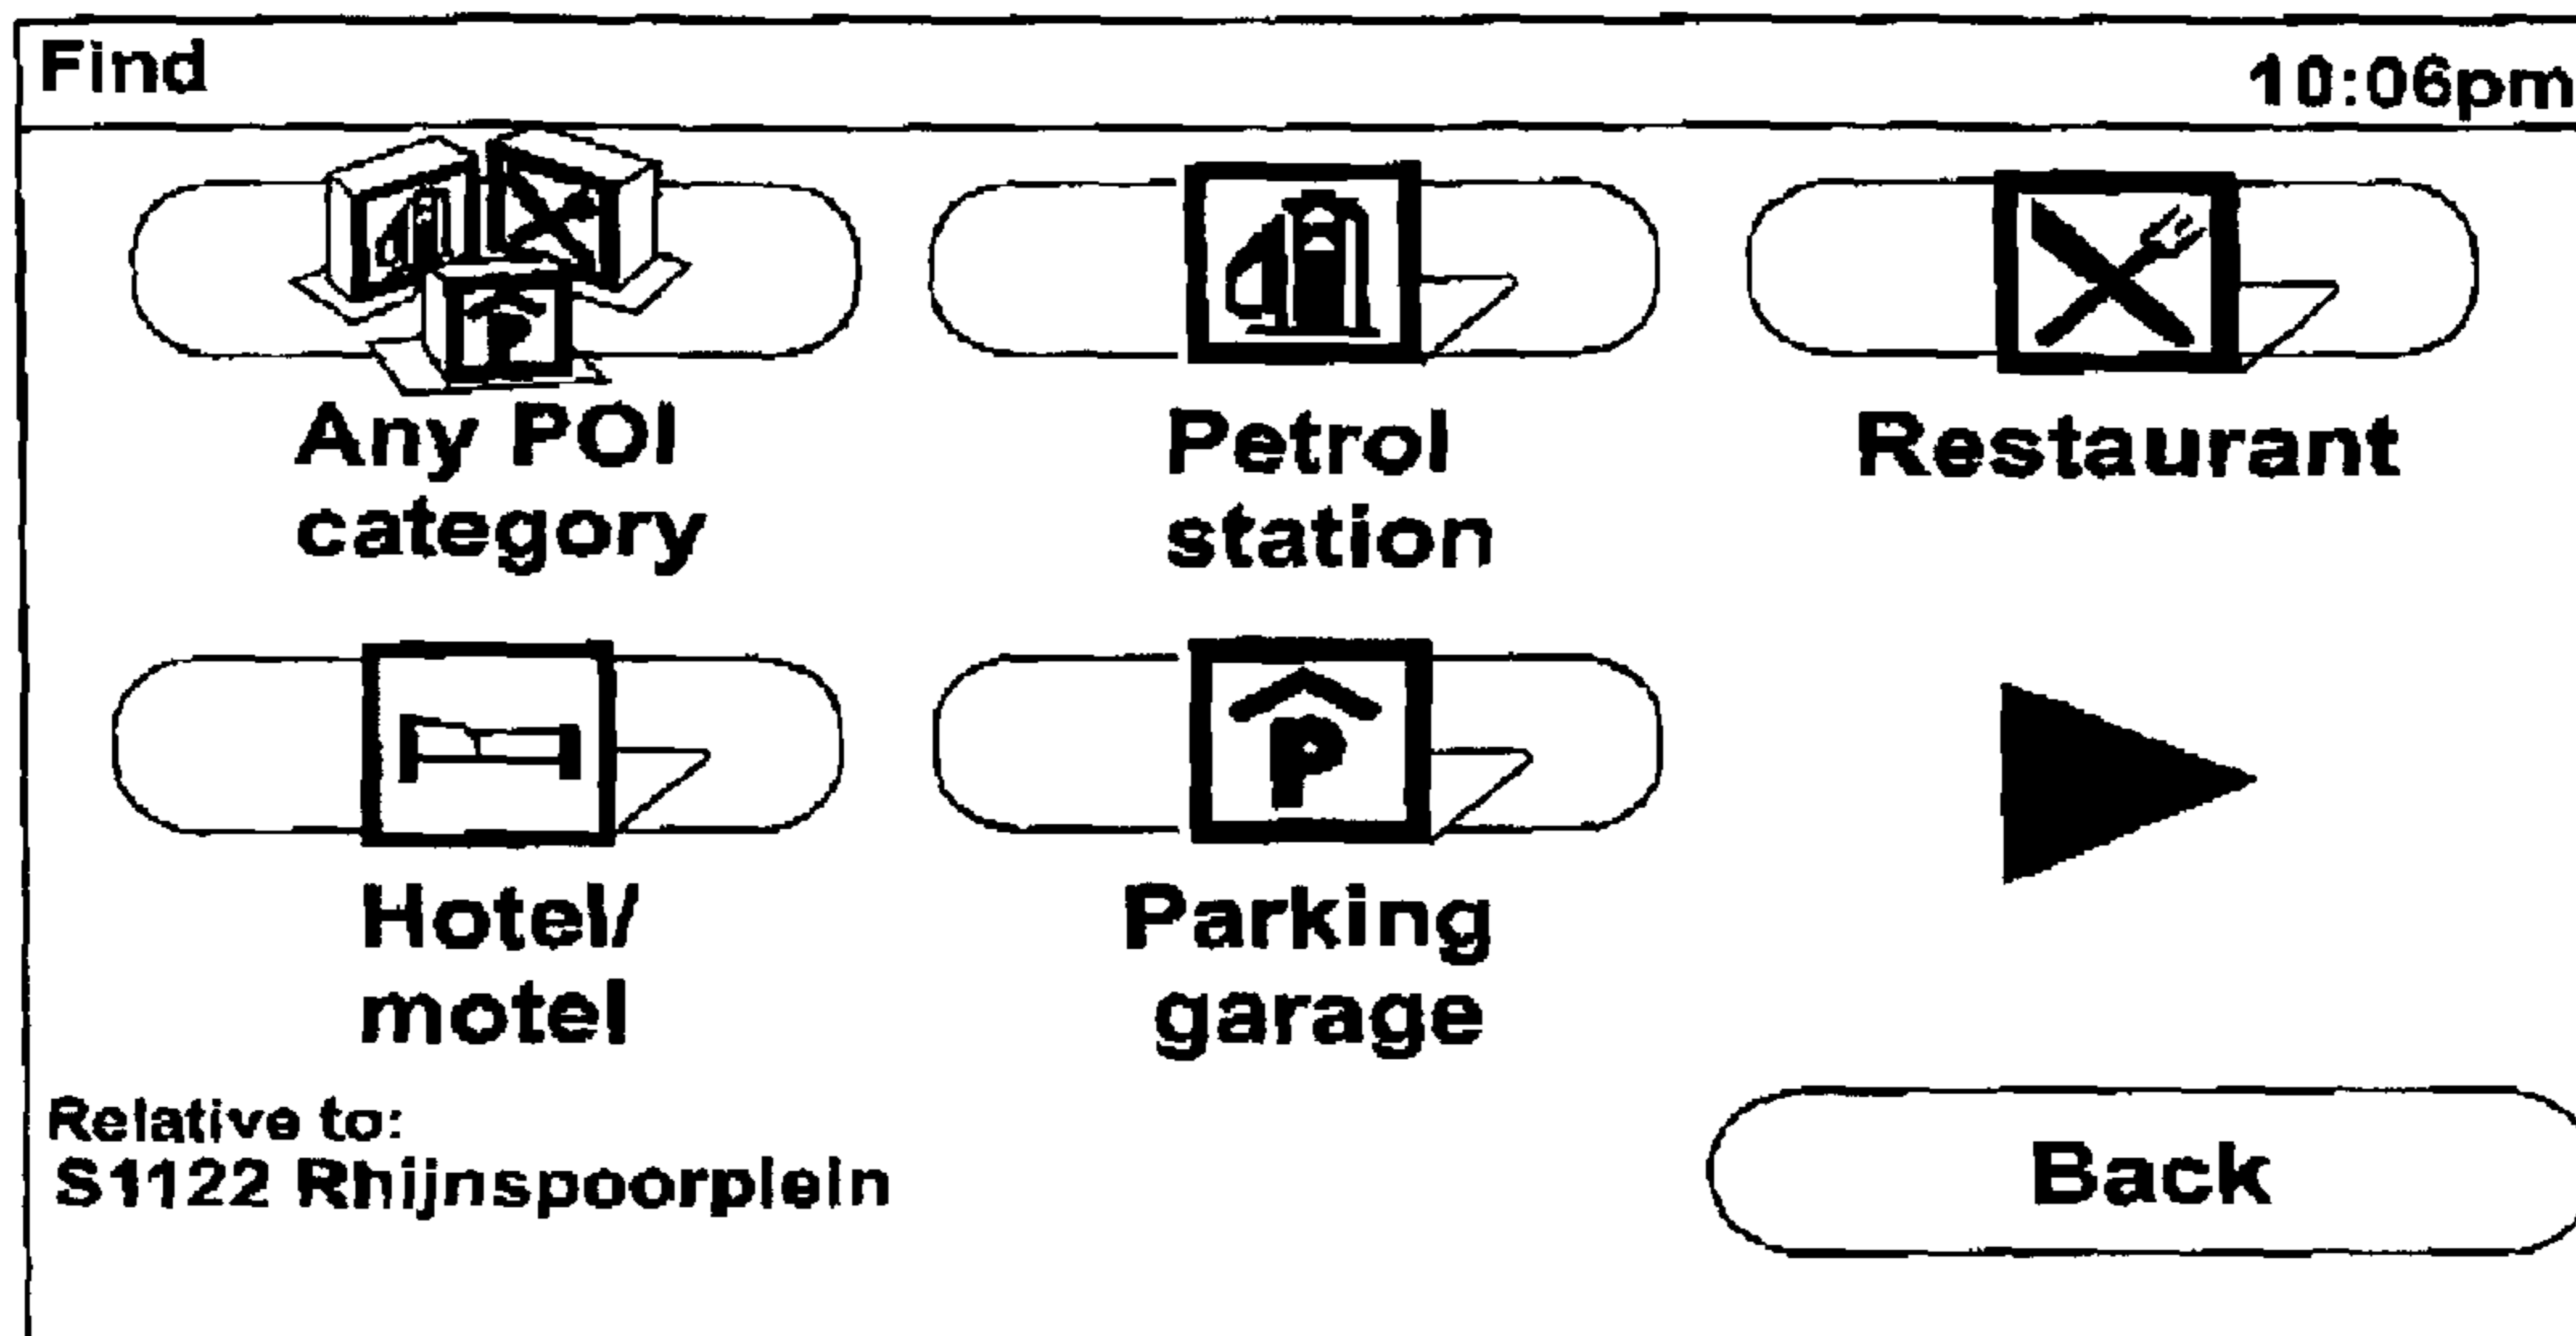 Find
10:06pm
Any POI
category
Petrol
station
Restaurant
Hotel/
motel
P
Parking
garage
Relative to:
S1122 Rhijnspoorplein
Back